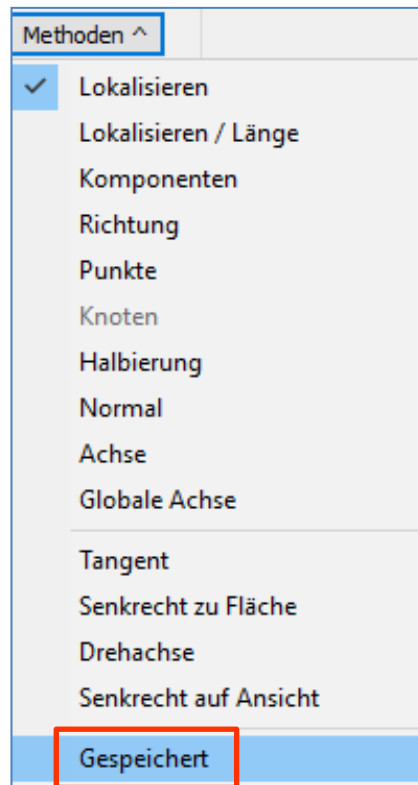 Methoden ^
Lokalisieren
Lokalisieren / Länge
Komponenten
Richtung
Punkte
Knoten
Halbierung
Normal
Achse
Globale Achse
Tangent
Senkrecht zu Fläche
Drehachse
Senkrecht auf Ansicht
Gespeichert